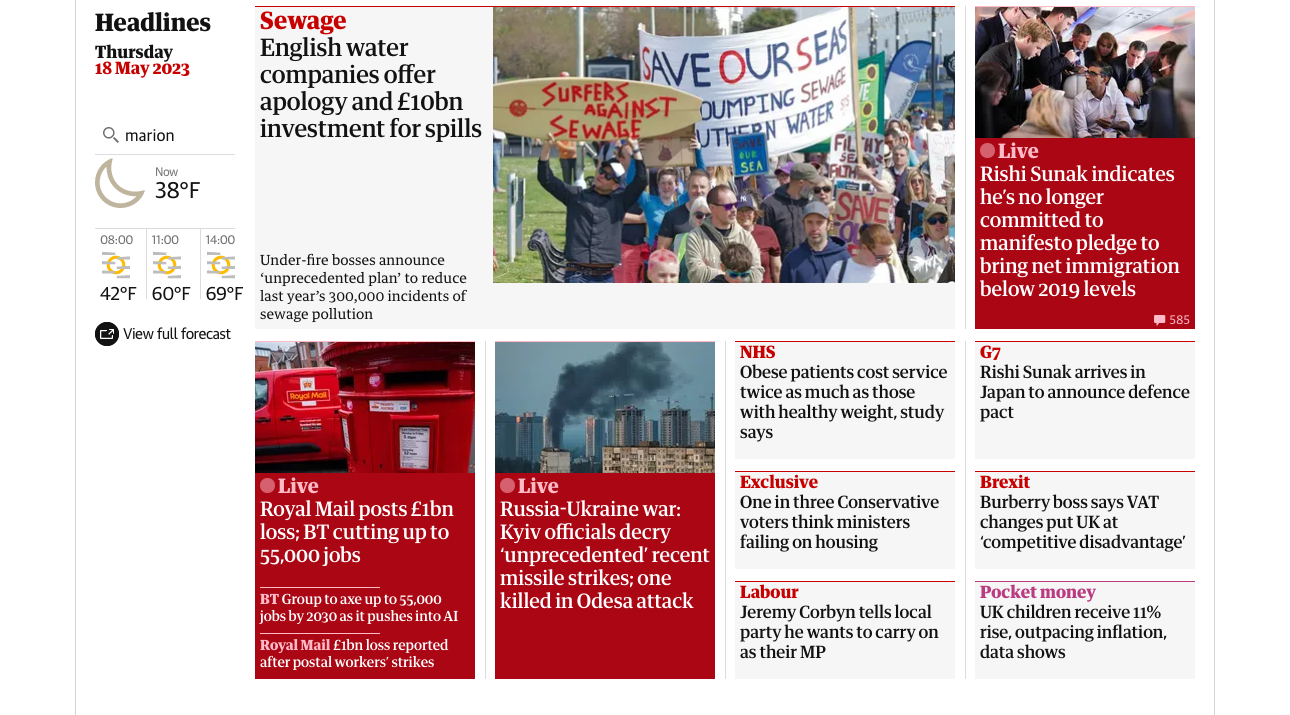 Headlines
Thursday
18 May 2023
marion
Now
38°F
08:00
11:00
14:00
42°F
60°F
69°F
View full forecast
Sewage
English water
companies offer
apology and £10bn
investment for spills
Under-fire bosses announce
‘unprecedented plan’ to reduce
last year’s 300,000 incidents of
sewage pollution
SURFERS
AGAINST
SEWAGE
SAVE OUR SEAS
DUMPING SEWAGE
SOUTHERN WATER
SAVE
OUR
SEA
SAVE
Live
Rishi Sunak indicates
he’s no longer
committed to
manifesto pledge to
bring net immigration
below 2019 levels
585
Royal Mail
Live
Royal Mail posts £1bn
loss; BT cutting up to
55,000 jobs
BT Group to axe up to 55,000
jobs by 2030 as it pushes into AI
Royal Mail £1bn loss reported
after postal workers’ strikes
Live
Russia-Ukraine war:
Kyiv officials decry
‘unprecedented’ recent
missile strikes; one
killed in Odesa attack
NHS
Obese patients cost service
twice as much as those
with healthy weight, study
says
G7
Rishi Sunak arrives in
Japan to announce defence
pact
Exclusive
One in three Conservative
voters think ministers
failing on housing
Brexit
Burberry boss says VAT
changes put UK at
‘competitive disadvantage’
Labour
Jeremy Corbyn tells local
party he wants to carry on
as their MP
Pocket money
UK children receive 11%
rise, outpacing inflation,
data shows